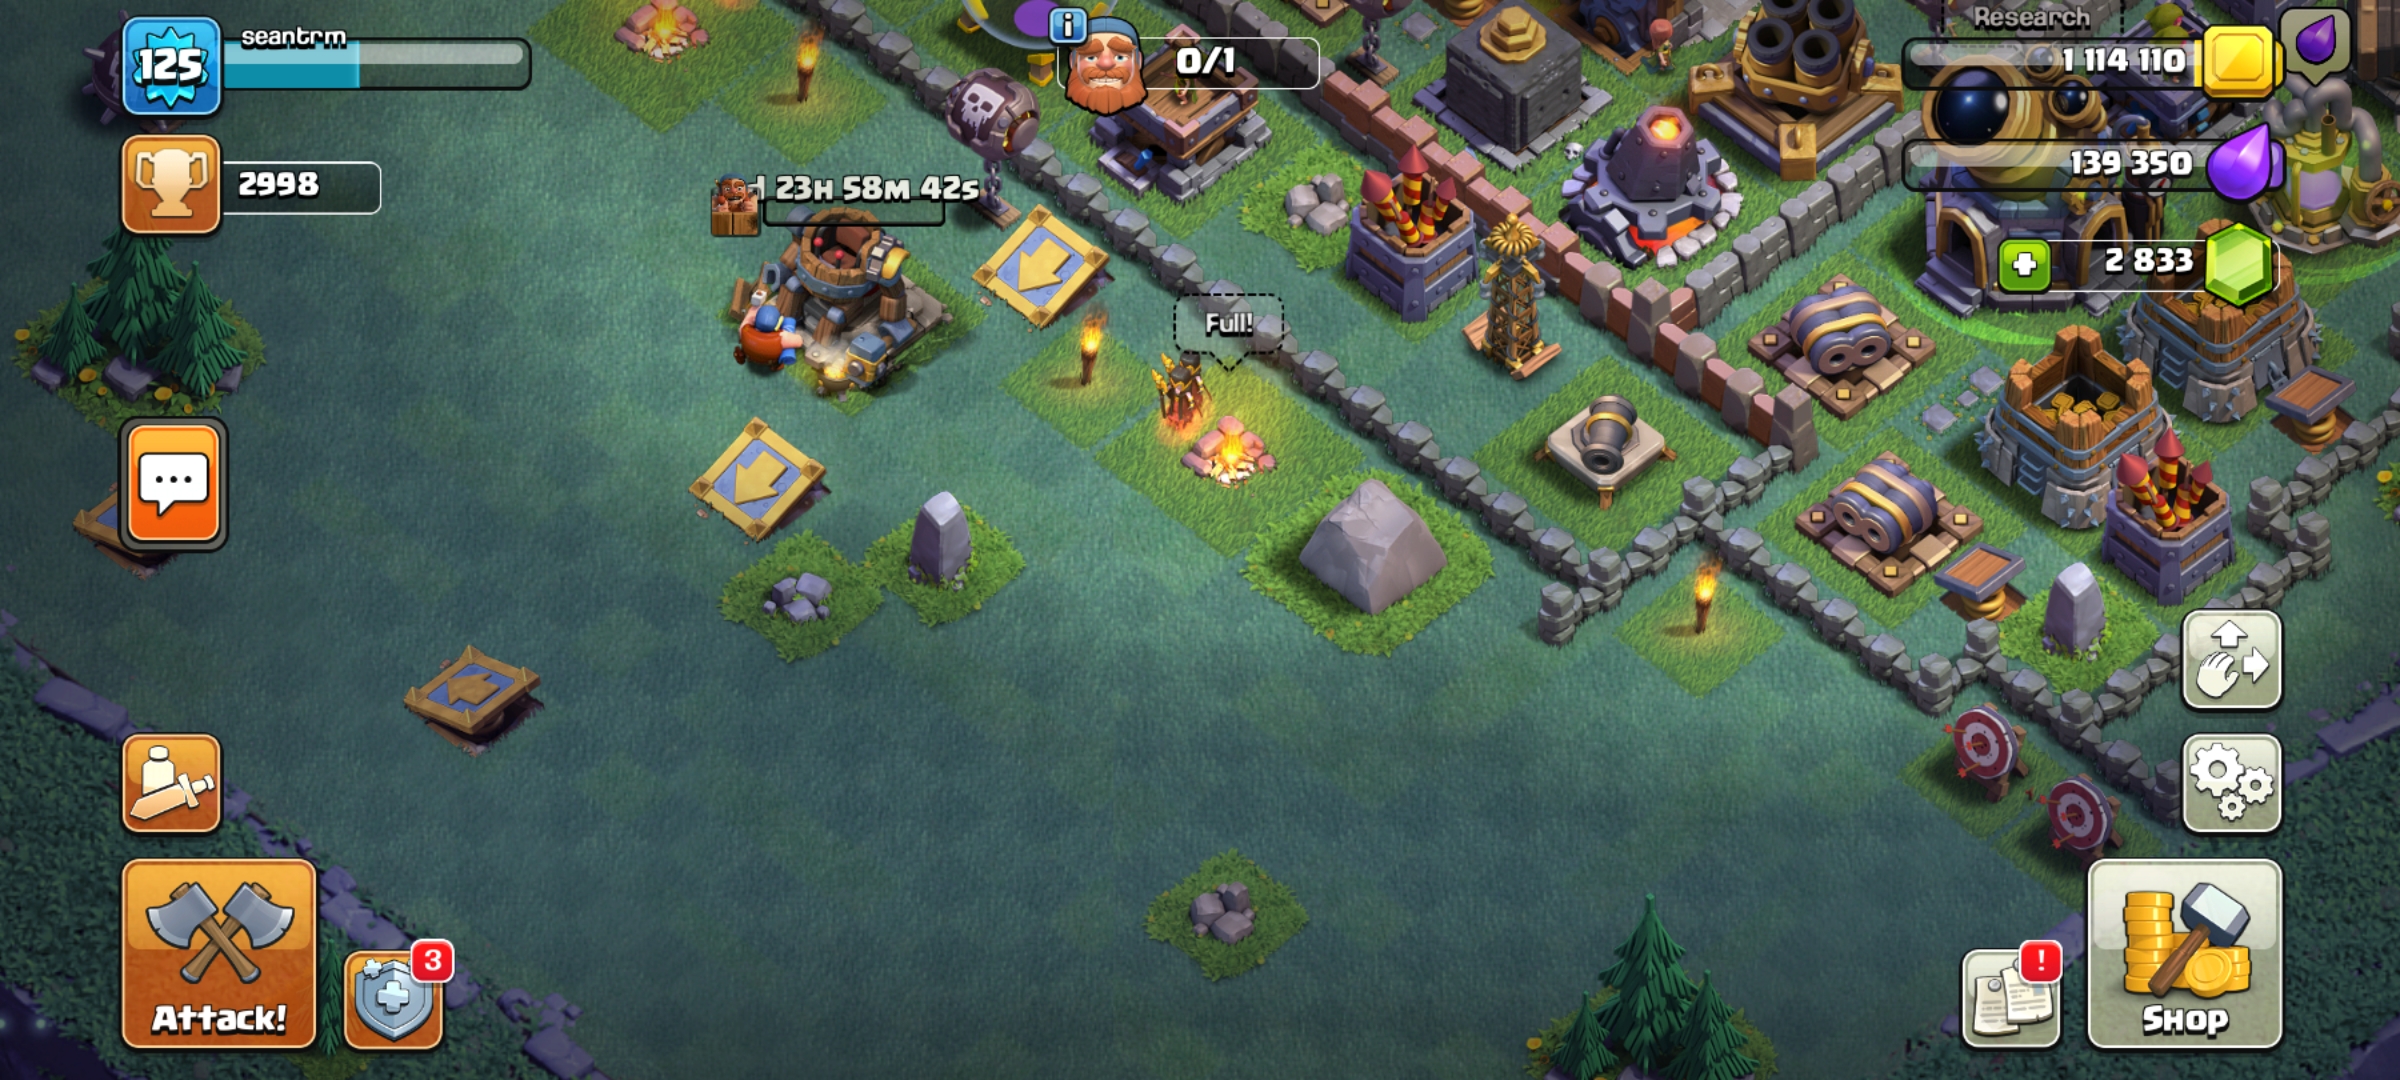 Research
125
seantrm
0/1
1 114 110
2998
23H 58M 42s
139 350
2 833
Full!
3
!
Attack!
Shop